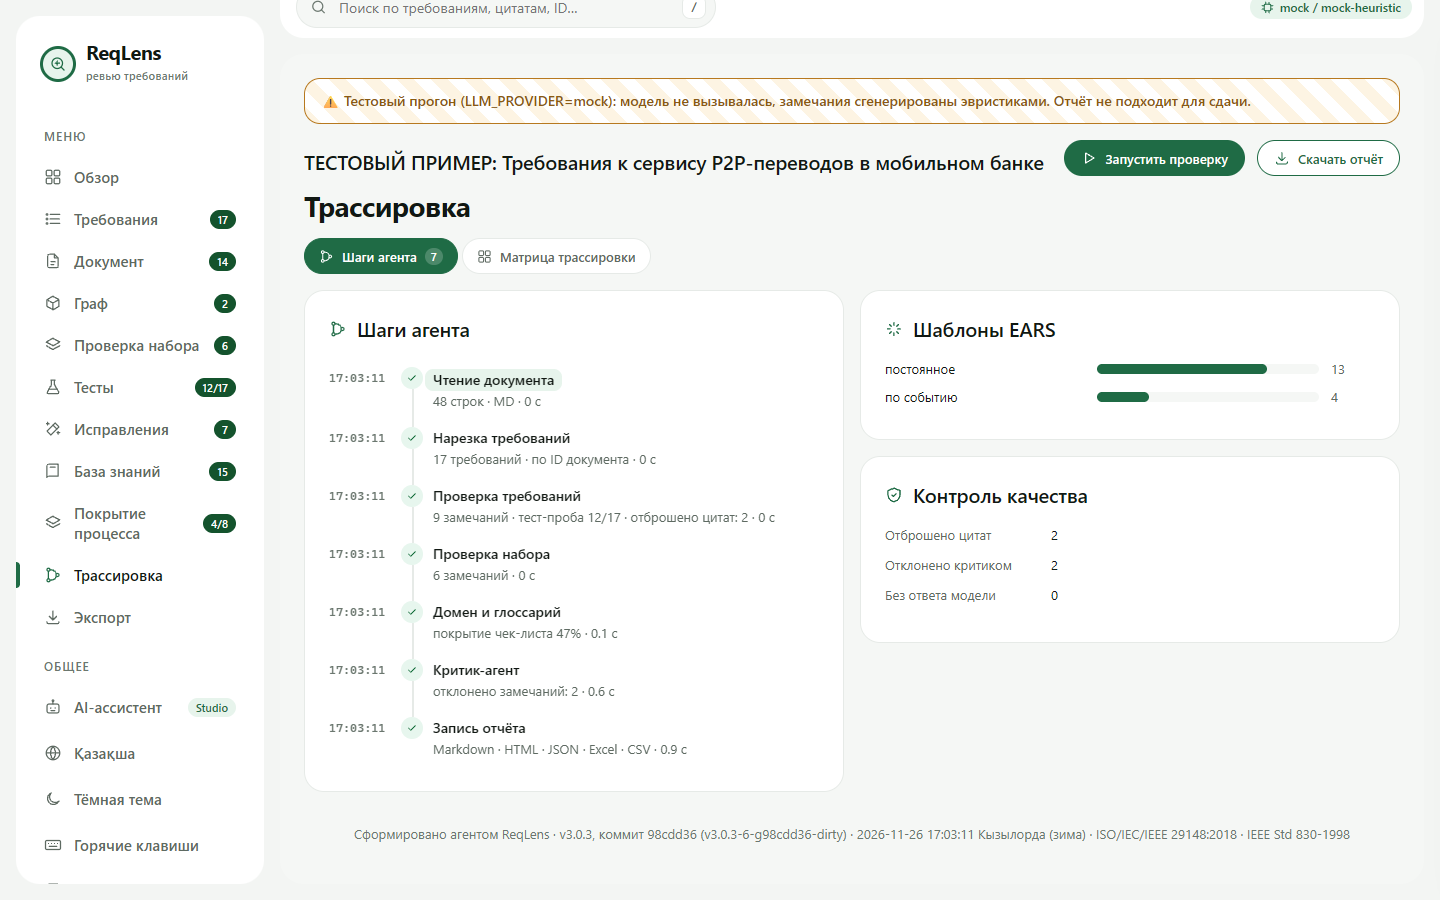 ReqLens
ревью требований
МЕНЮ
Обзор
Требования 17
Документ 14
Граф 2
Проверка набора 6
Тесты 12/17
Исправления 7
База знаний 15
Покрытие процесса 4/8
Трассировка
Экспорт
ОБЩЕЕ
AI-ассистент Studio
Қазақша
Тёмная тема
Горячие клавиши
Поиск по требованиям, цитатам, ID... /
mock / mock-heuristic
Тестовый прогон (LLM_PROVIDER=mock): модель не вызывалась, замечания сгенерированы эвристиками. Отчёт не подходит для сдачи.
ТЕСТОВЫЙ ПРИМЕР: Требования к сервису P2P-переводов в мобильном банке
Запустить проверку
Скачать отчёт
Трассировка
Шаги агента 7
Матрица трассировки
Шаги агента
17:03:11 Чтение документа
48 строк · MD · 0 с
17:03:11 Нарезка требований
17 требований · по ID документа · 0 с
17:03:11 Проверка требований
9 замечаний · тест-проба 12/17 · отброшено цитат: 2 · 0 с
17:03:11 Проверка набора
6 замечаний · 0 с
17:03:11 Домен и глоссарий
покрытие чек-листа 47% · 0.1 с
17:03:11 Критик-агент
отклонено замечаний: 2 · 0.6 с
17:03:11 Запись отчёта
Markdown · HTML · JSON · Excel · CSV · 0.9 с
Шаблоны EARS
постоянное 13
по событию 4
Контроль качества
Отброшено цитат 2
Отклонено критиком 2
Без ответа модели 0
Сформировано агентом ReqLens · v3.0.3, коммит 98cdd36 (v3.0.3-6-g98cdd36-dirty) · 2026-11-26 17:03:11 Кызылорда (зима) · ISO/IEC/IEEE 29148:2018 · IEEE Std 830-1998